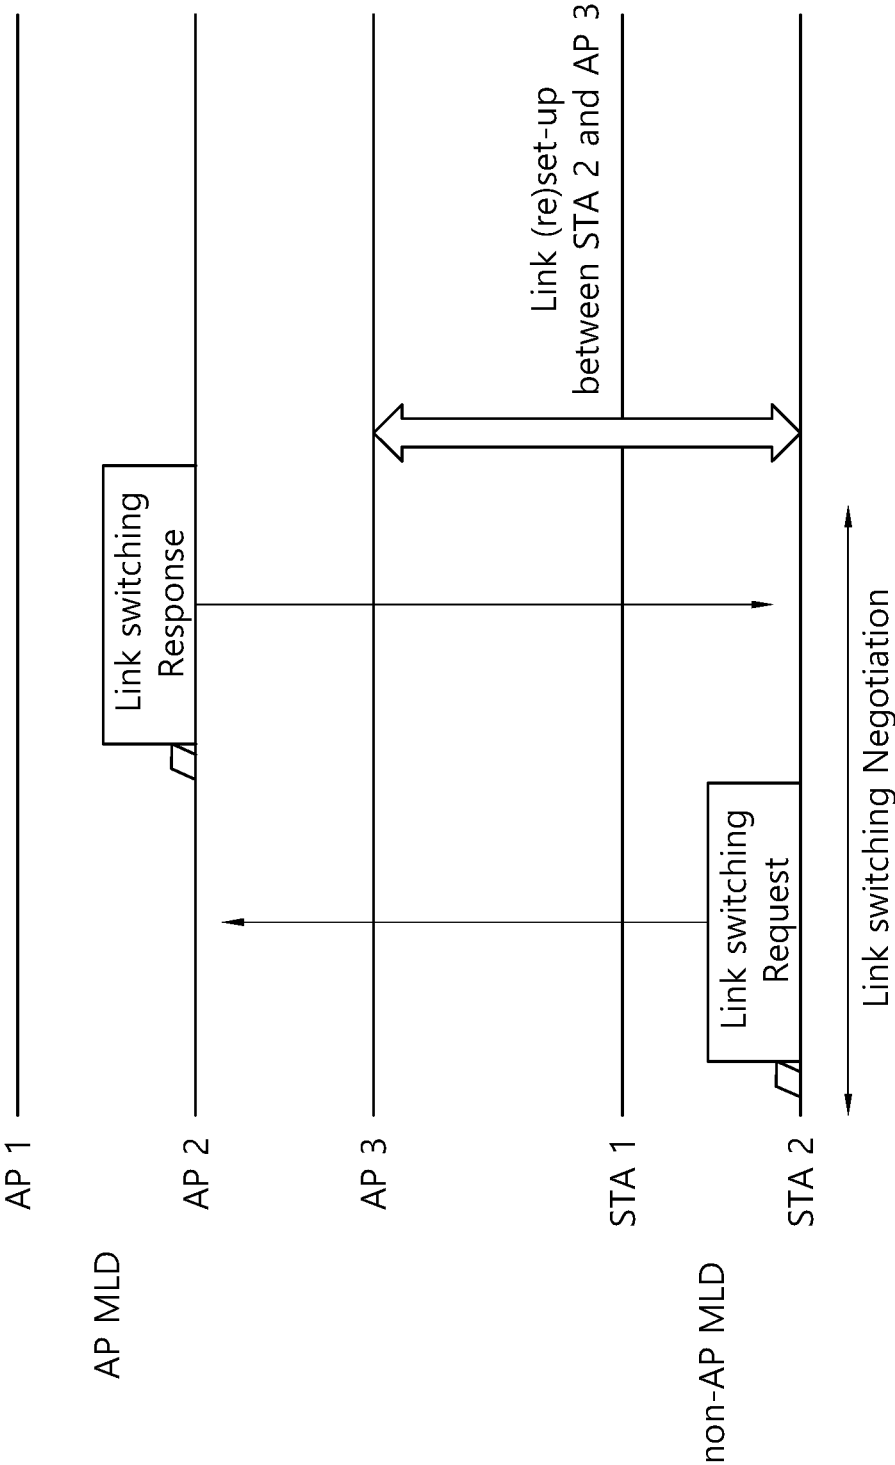 AP MLD
AP 1
AP 2
Link switching
Response
AP 3
Link (re)set-up
between STA 2 and AP 3
non-AP MLD
STA 1
STA 2
Link switching
Request
Link switching Negotiation